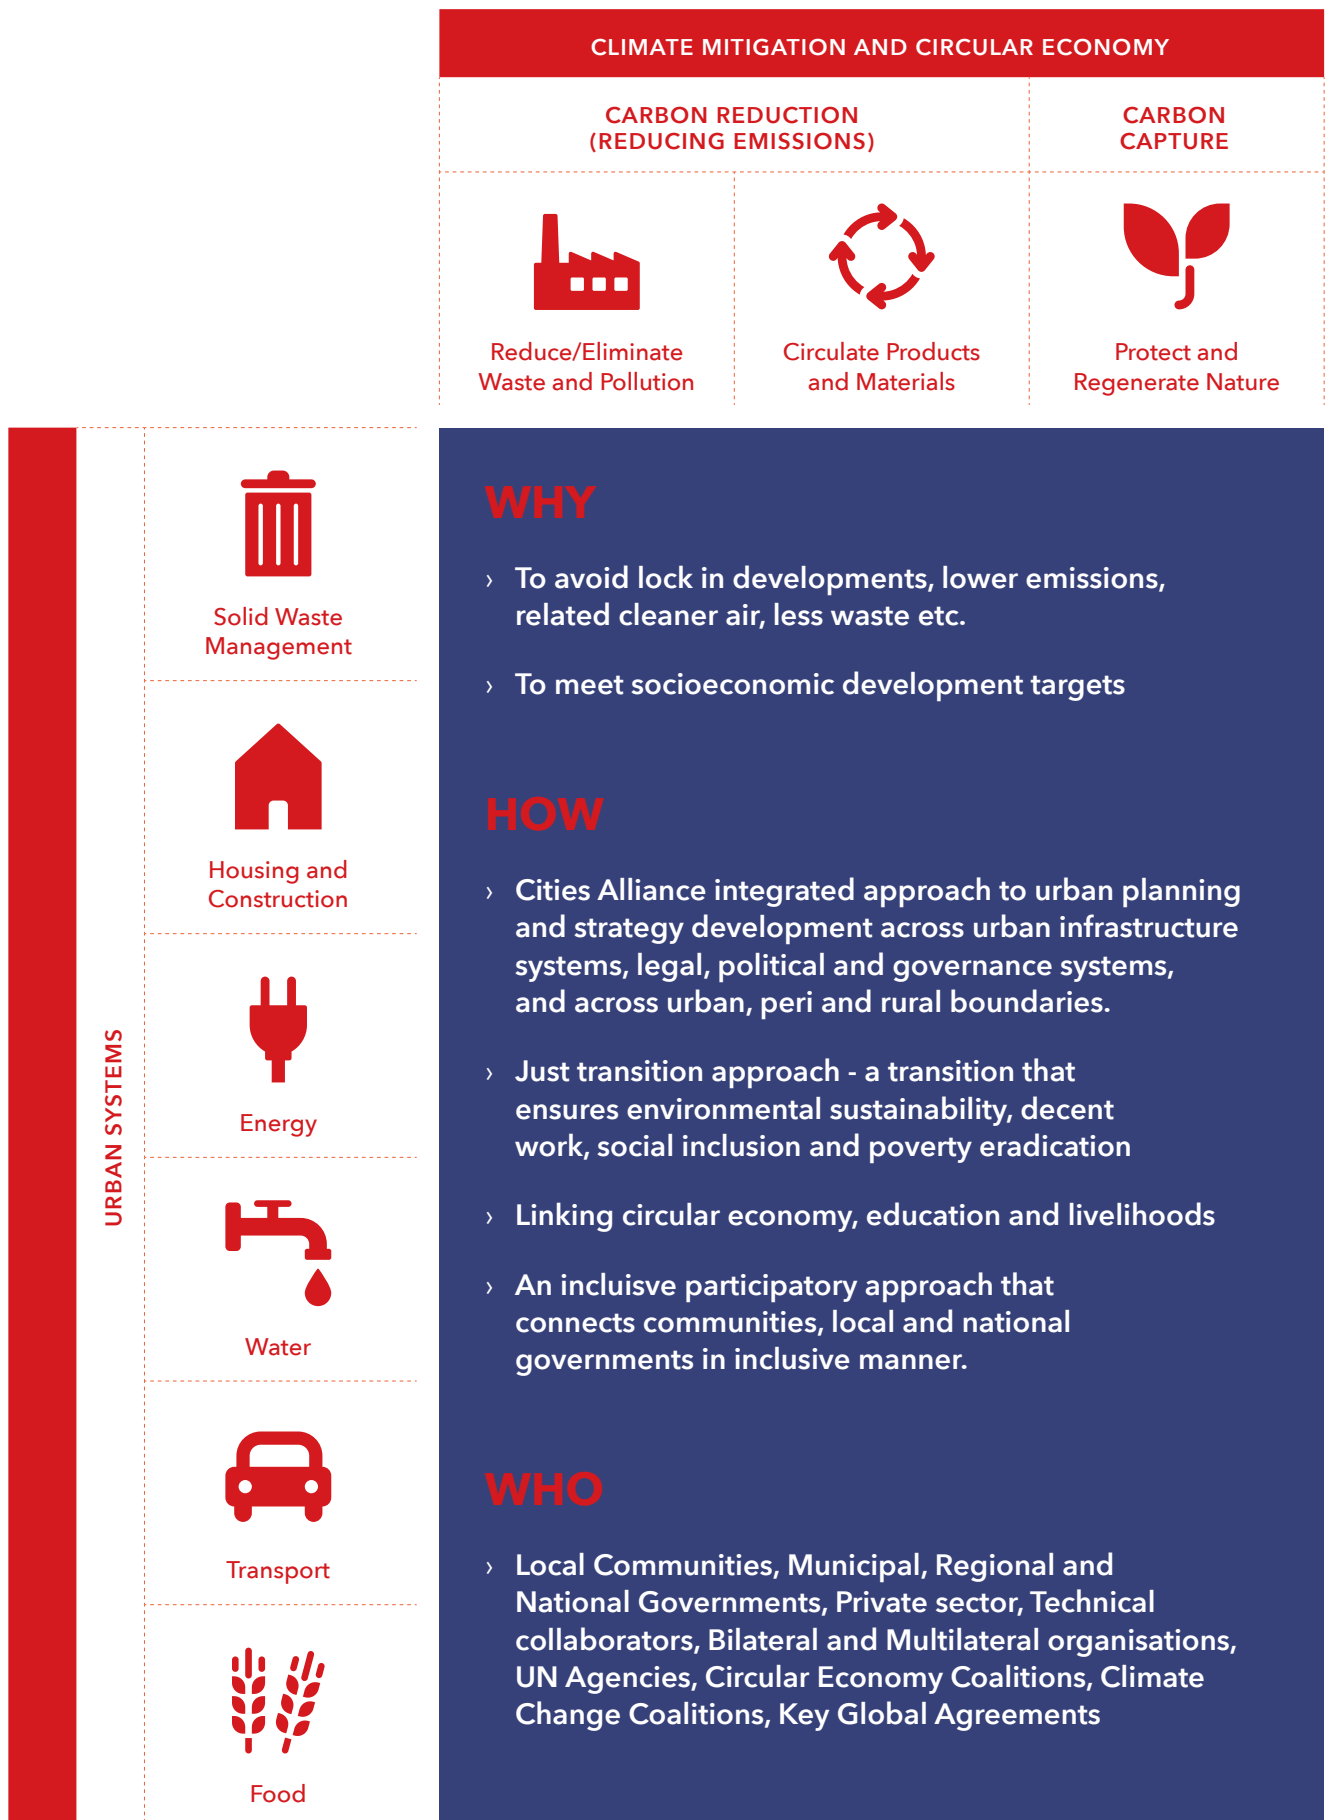 CLIMATE MITIGATION AND CIRCULAR ECONOMY
CARBON REDUCTION
(REDUCING EMISSIONS)
CARBON
CAPTURE
Reduce/Eliminate
Waste and Pollution
Circulate Products
and Materials
Protect and
Regenerate Nature
URBAN SYSTEMS
Solid Waste
Management
Housing and
Construction
Energy
Water
Transport
Food
WHY
› To avoid lock in developments, lower emissions,
related cleaner air, less waste etc.
› To meet socioeconomic development targets
HOW
› Cities Alliance integrated approach to urban planning
and strategy development across urban infrastructure
systems, legal, political and governance systems,
and across urban, peri and rural boundaries.
› Just transition approach - a transition that
ensures environmental sustainability, decent
work, social inclusion and poverty eradication
› Linking circular economy, education and livelihoods
› An incluisve participatory approach that
connects communities, local and national
governments in inclusive manner.
WHO
› Local Communities, Municipal, Regional and
National Governments, Private sector, Technical
collaborators, Bilateral and Multilateral organisations,
UN Agencies, Circular Economy Coalitions, Climate
Change Coalitions, Key Global Agreements